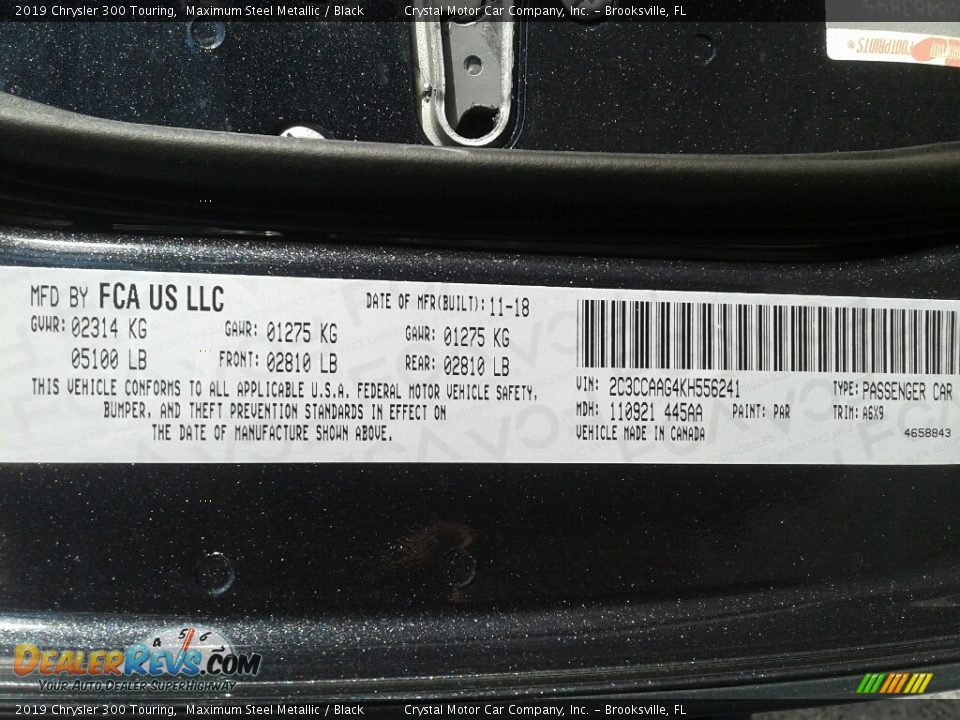 2019 Chrysler 300 Touring, Maximum Steel Metallic / Black Crystal Motor Car Company, Inc. - Brooksville, FL
FOOTPRINTS®
MFD BY FCA US LLC DATE OF MFR(BUILT): 11-18
GVWR: 02314 KG GAWR: 01275 KG GAWR: 01275 KG
05100 LB FRONT: 02810 LB REAR: 02810 LB
THIS VEHICLE CONFORMS TO ALL APPLICABLE U.S.A. FEDERAL MOTOR VEHICLE SAFETY,
BUMPER, AND THEFT PREVENTION STANDARDS IN EFFECT ON
THE DATE OF MANUFACTURE SHOWN ABOVE.
VIN: 2C3CCAAG4KH556241 TYPE: PASSENGER CAR
MDH: 110921 445AA PAINT: PAR TRIM: A6X9
VEHICLE MADE IN CANADA 4658843
4 5 6
DEALERREVS.COM
YOUR AUTO DEALER SUPERHIGHWAY
2019 Chrysler 300 Touring, Maximum Steel Metallic / Black Crystal Motor Car Company, Inc. - Brooksville, FL